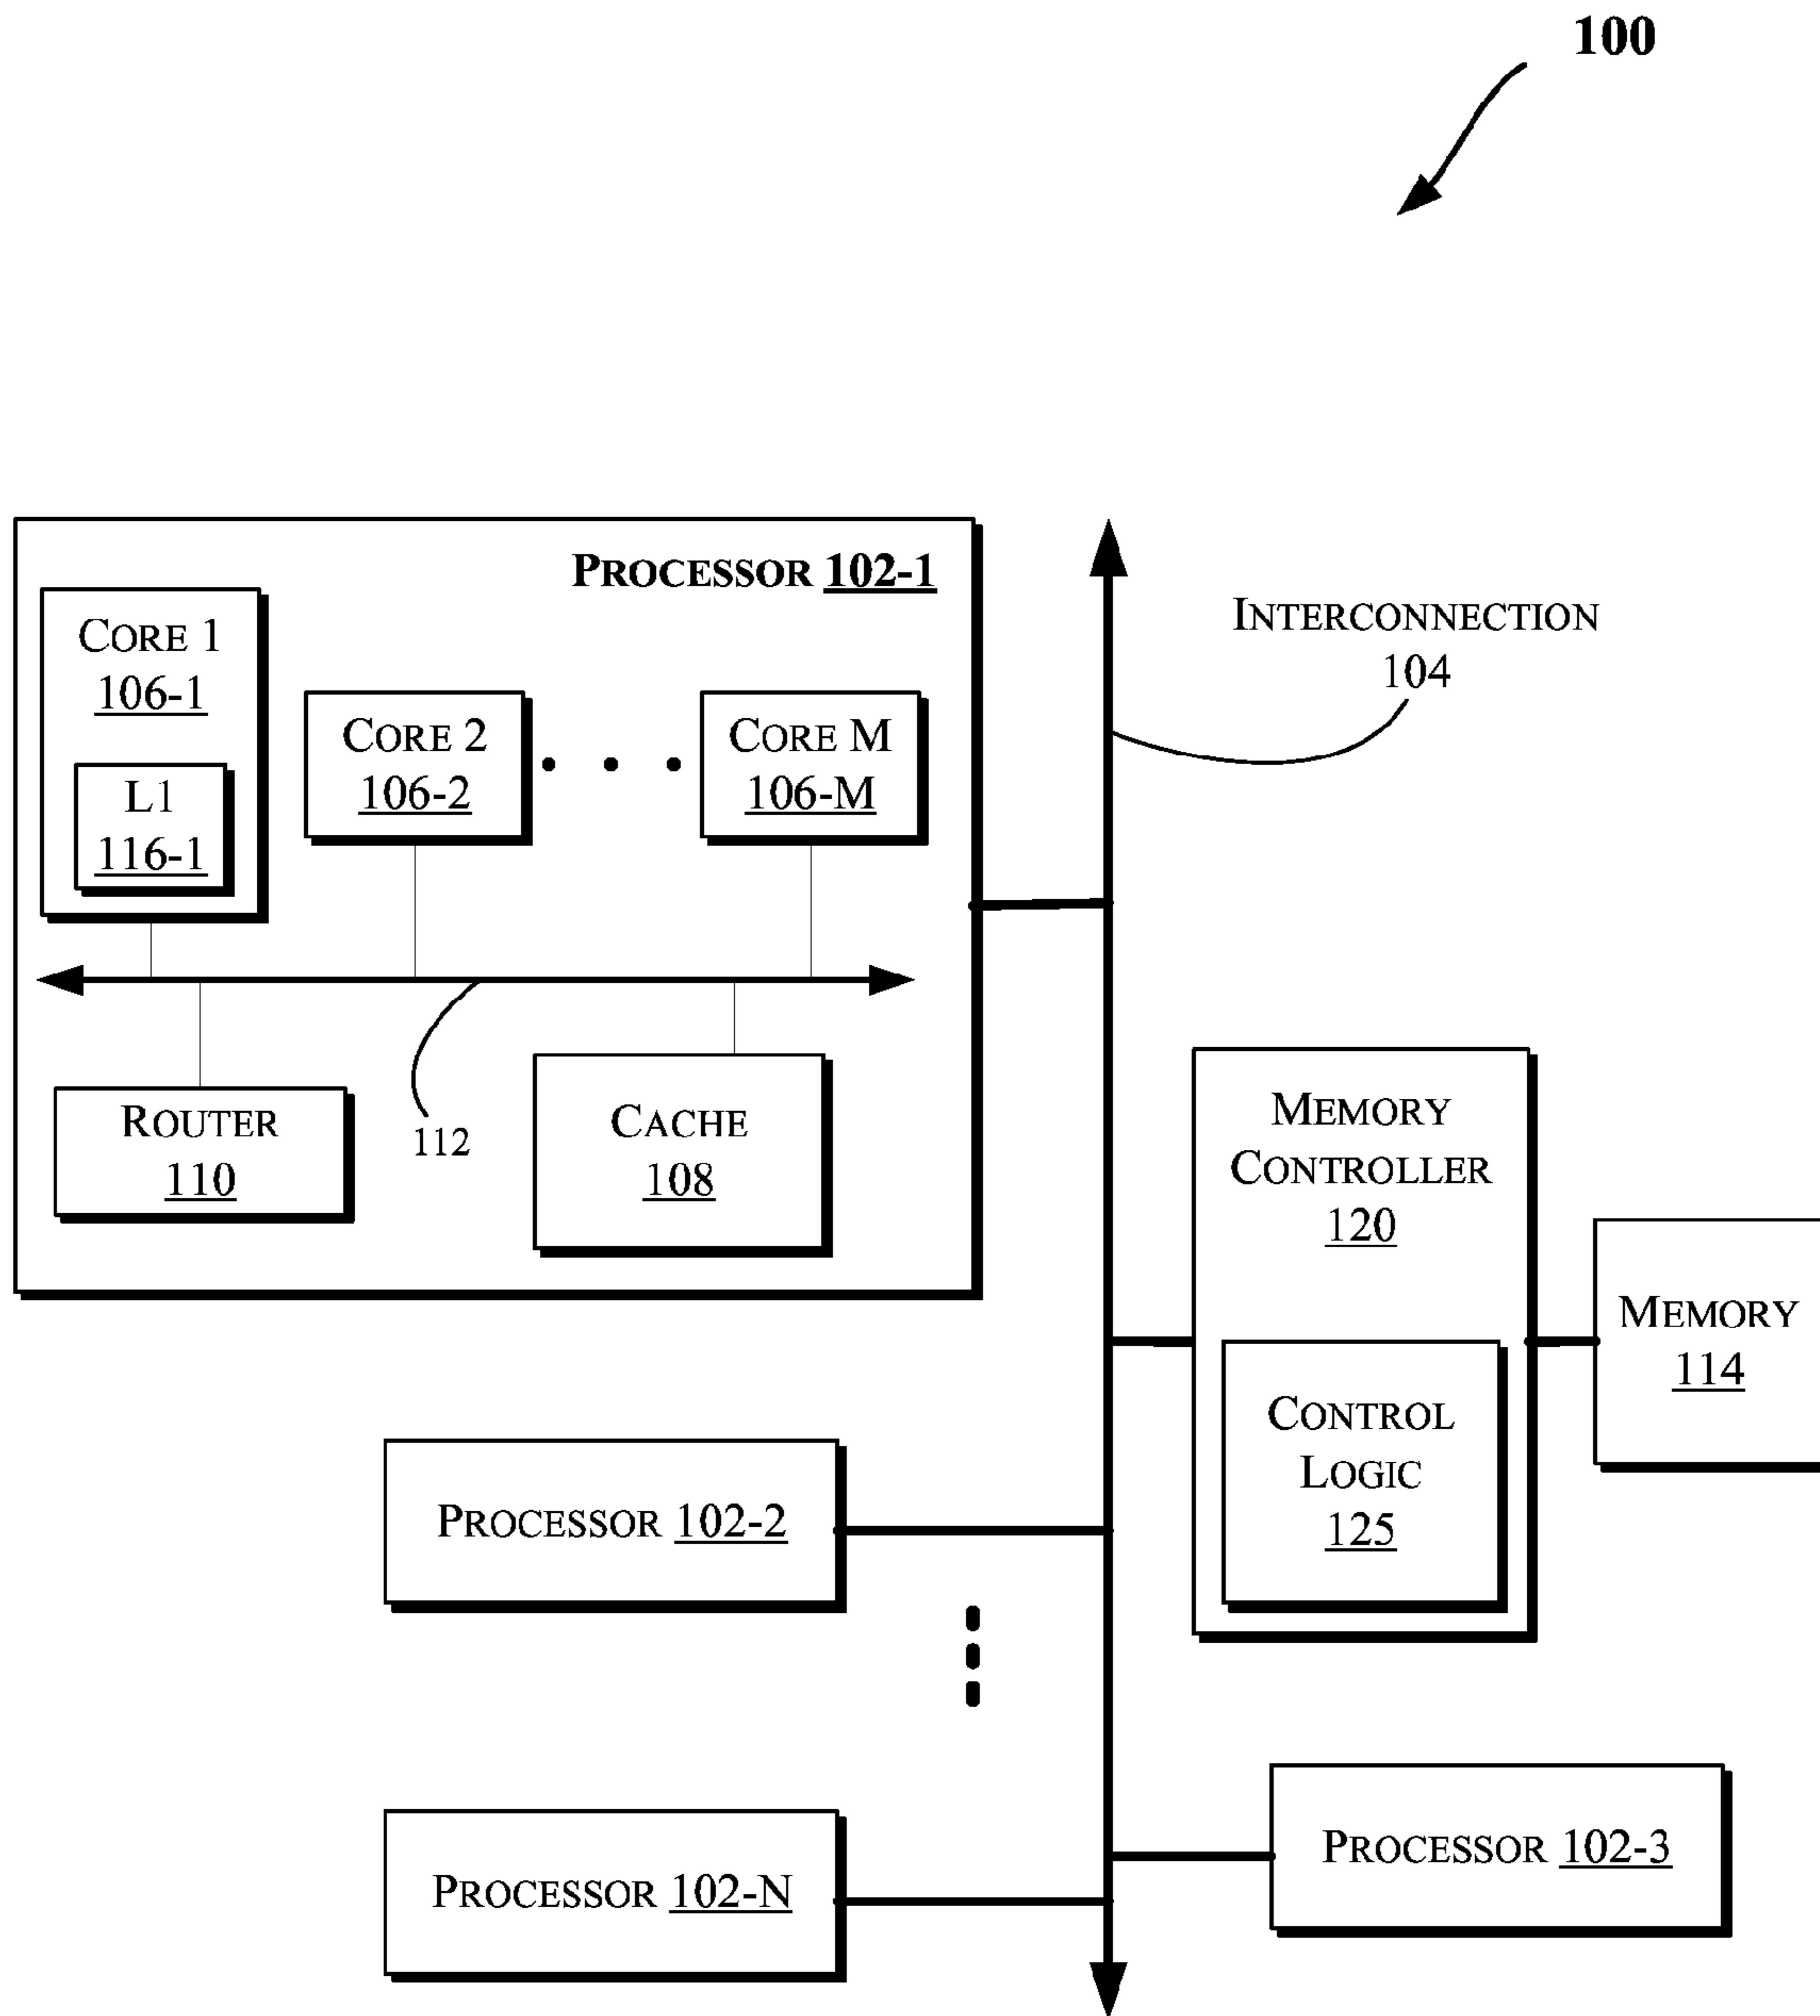 100
PROCESSOR 102-1
CORE 1
106-1
L1
116-1
CORE 2
106-2
CORE M
106-M
INTERCONNECTION
104
ROUTER
110
112
CACHE
108
MEMORY
CONTROLLER
120
CONTROL
LOGIC
125
MEMORY
114
PROCESSOR 102-2
PROCESSOR 102-3
PROCESSOR 102-N